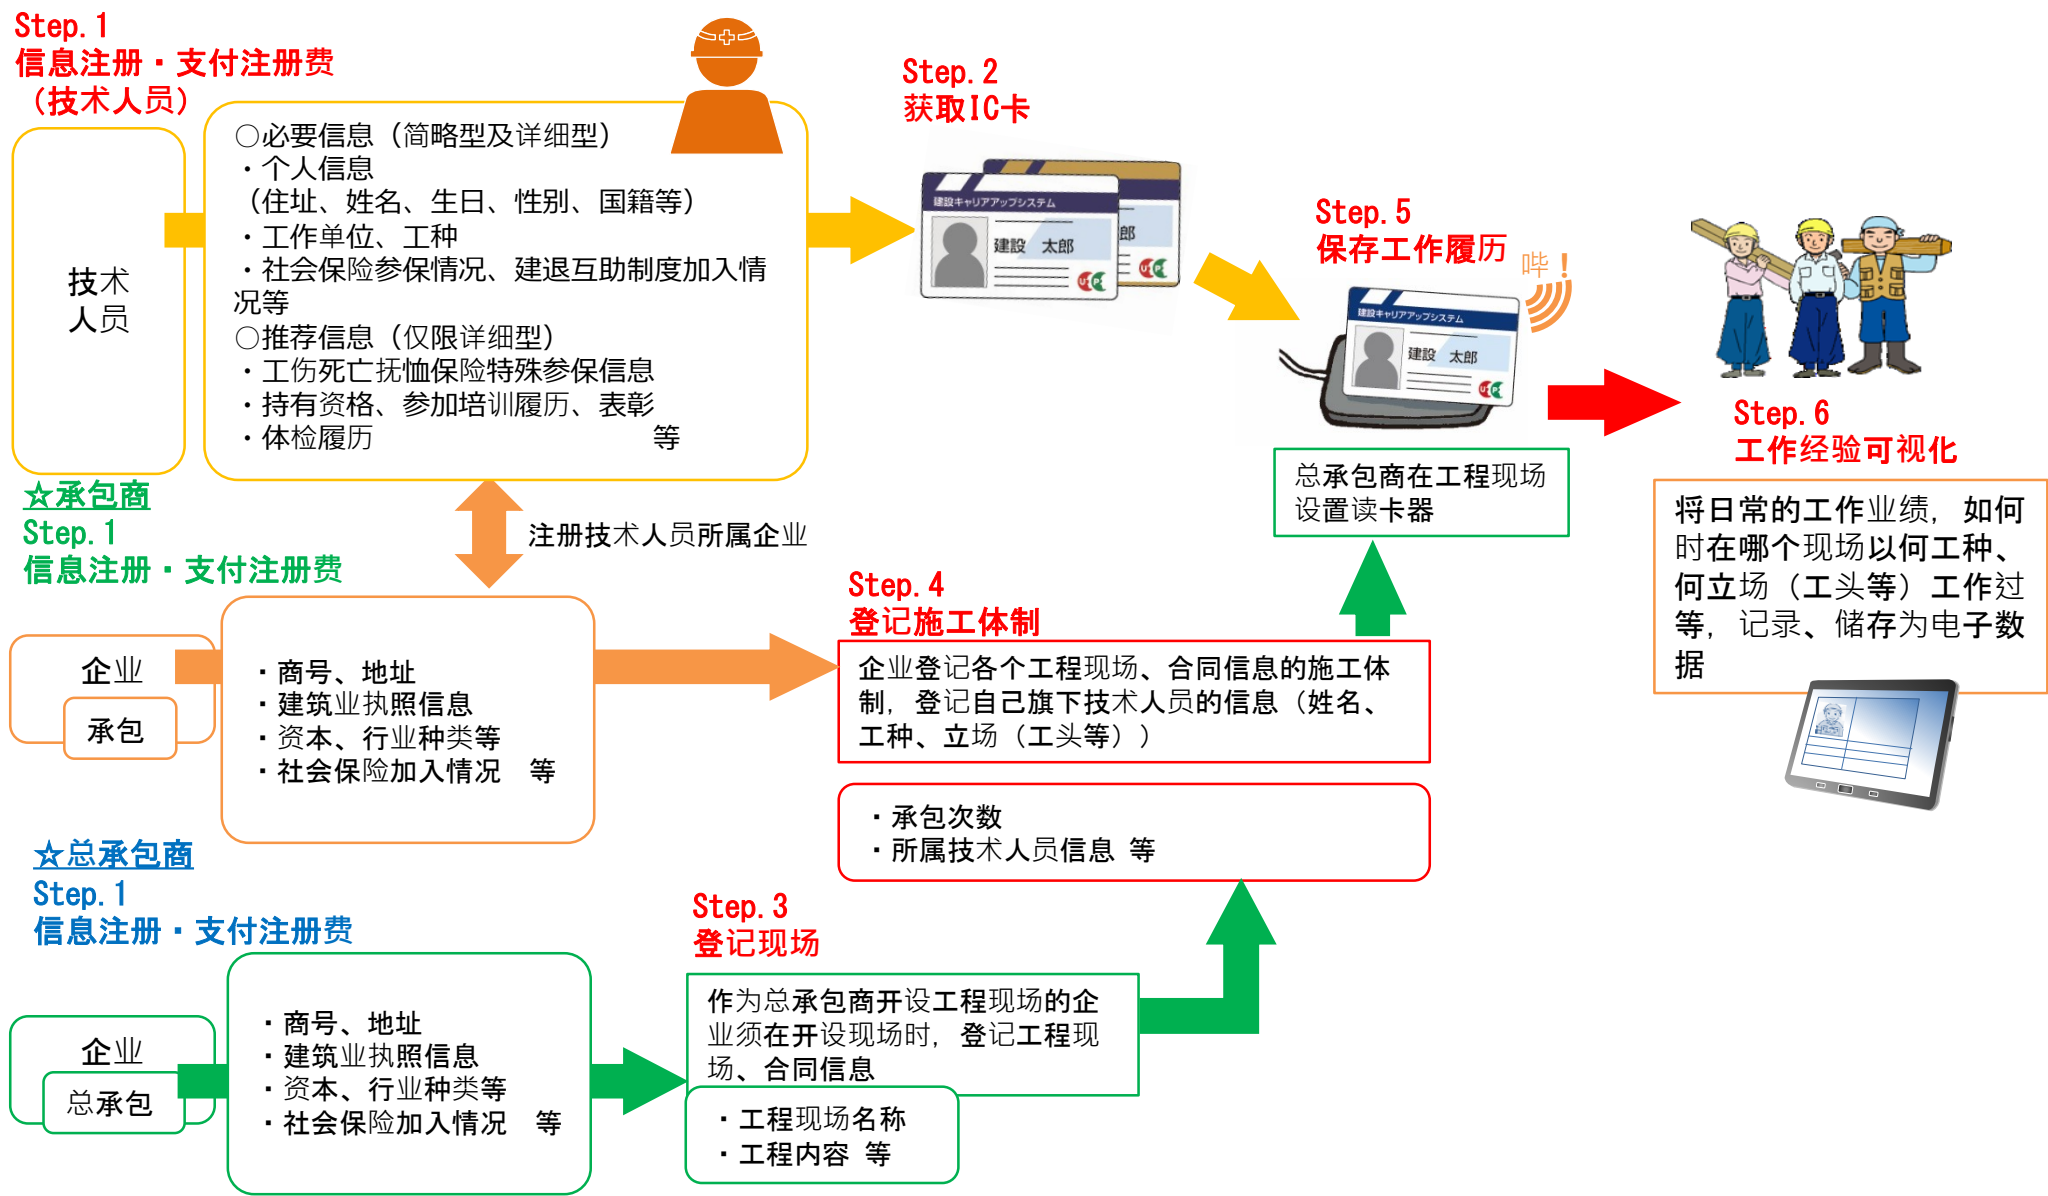 Step.1
信息注册・支付注册费
（技术人员）
技术
人员
○必要信息（简略型及详细型）
・个人信息
（住址、姓名、生日、性别、国籍等）
・工作单位、工种
・社会保险参保情况、建退互助制度加入情
况等
○推荐信息（仅限详细型）
・工伤死亡抚恤保险特殊参保信息
・持有资格、参加培训履历、表彰
・体检履历 等
Step.2
获取IC卡
建設キャリアアップシステム
建設 太郎
郎
Step.5
保存工作履历
哔！
建設キャリアアップシステム
建設 太郎
总承包商在工程现场
设置读卡器
Step.6
工作经验可视化
将日常的工作业绩，如何
时在哪个现场以何工种、
何立场（工头等）工作过
等，记录、储存为电子数
据
☆承包商
Step.1
信息注册・支付注册费
注册技术人员所属企业
企业
承包
・商号、地址
・建筑业执照信息
・资本、行业种类等
・社会保险加入情况 等
Step.4
登记施工体制
企业登记各个工程现场、合同信息的施工体
制，登记自己旗下技术人员的信息（姓名、
工种、立场（工头等））
・承包次数
・所属技术人员信息 等
☆总承包商
Step.1
信息注册・支付注册费
企业
总承包
・商号、地址
・建筑业执照信息
・资本、行业种类等
・社会保险加入情况 等
Step.3
登记现场
作为总承包商开设工程现场的企
业须在开设现场时，登记工程现
场、合同信息
・工程现场名称
・工程内容 等